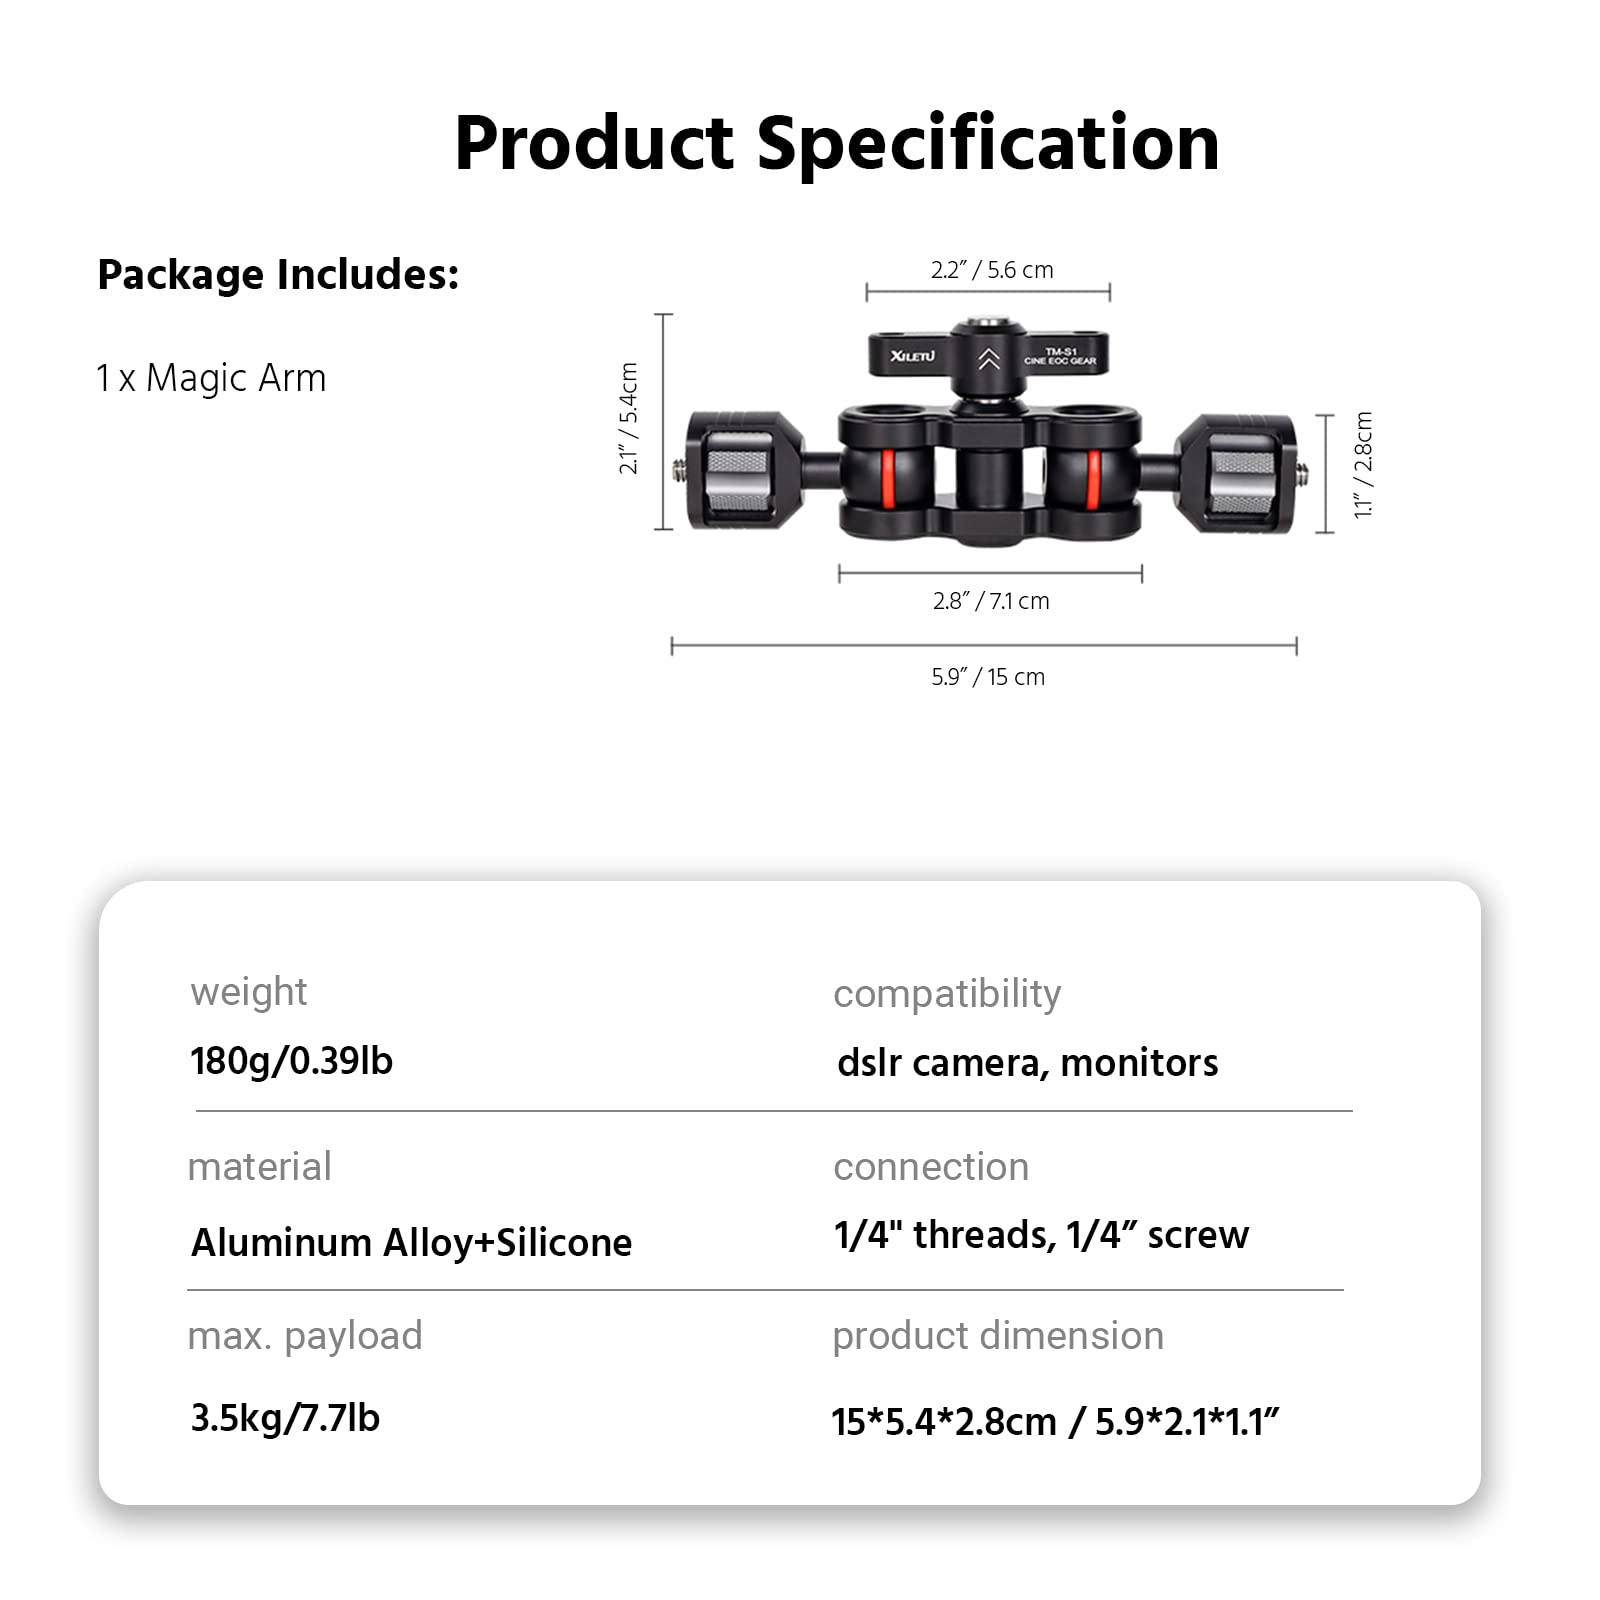 Product Specification
Package Includes:
1 x Magic Arm
2.2” / 5.6 cm
2.1” / 5.4cm
XILETU
TM-S1
CINE EOC GEAR
1.1” / 2.8cm
2.8” / 7.1 cm
5.9” / 15 cm
weight
180g/0.39lb
compatibility
dslr camera, monitors
material
Aluminum Alloy+Silicone
connection
1/4" threads, 1/4” screw
max. payload
3.5kg/7.7lb
product dimension
15*5.4*2.8cm / 5.9*2.1*1.1”